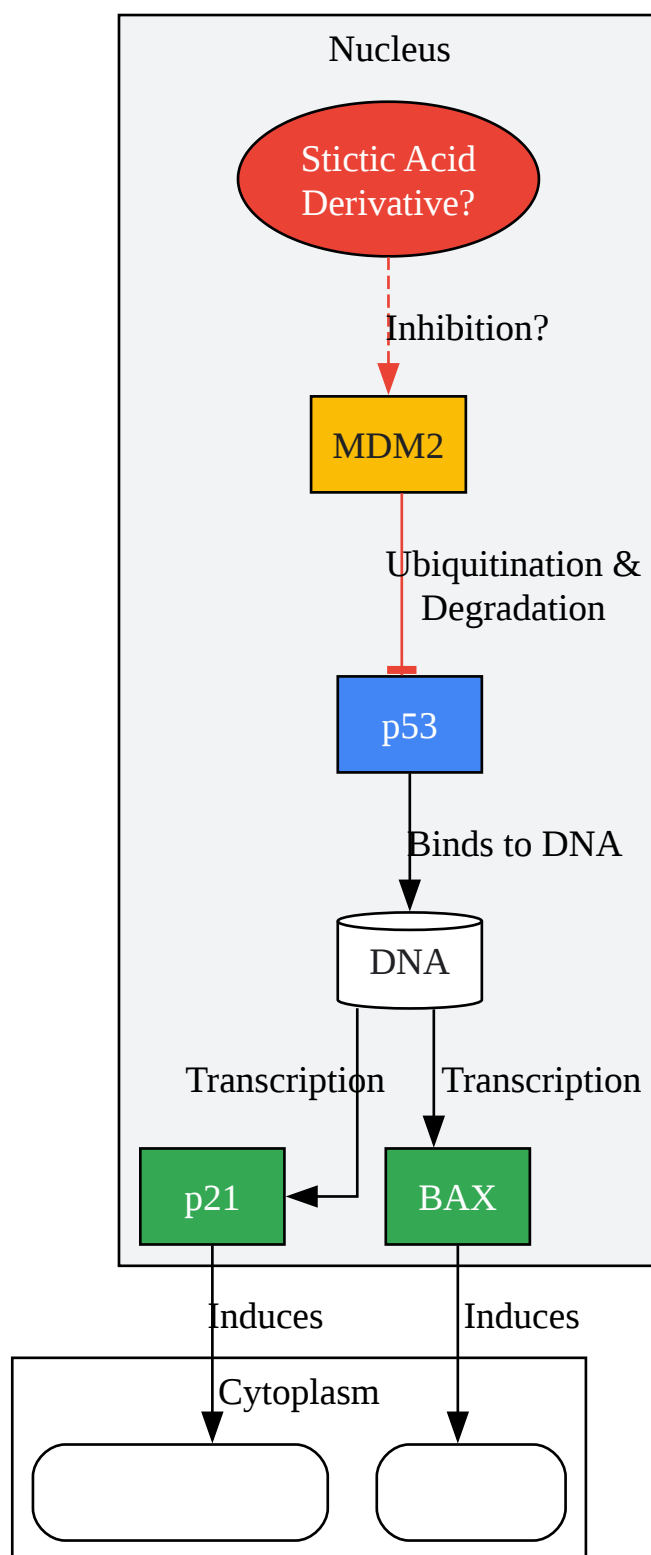 Nucleus
Stictic Acid
Derivative?
Inhibition?
MDM2
Ubiquitination &
Degradation
p53
Binds to DNA
DNA
Transcription
Transcription
p21
BAX
Induces
Induces
Cytoplasm